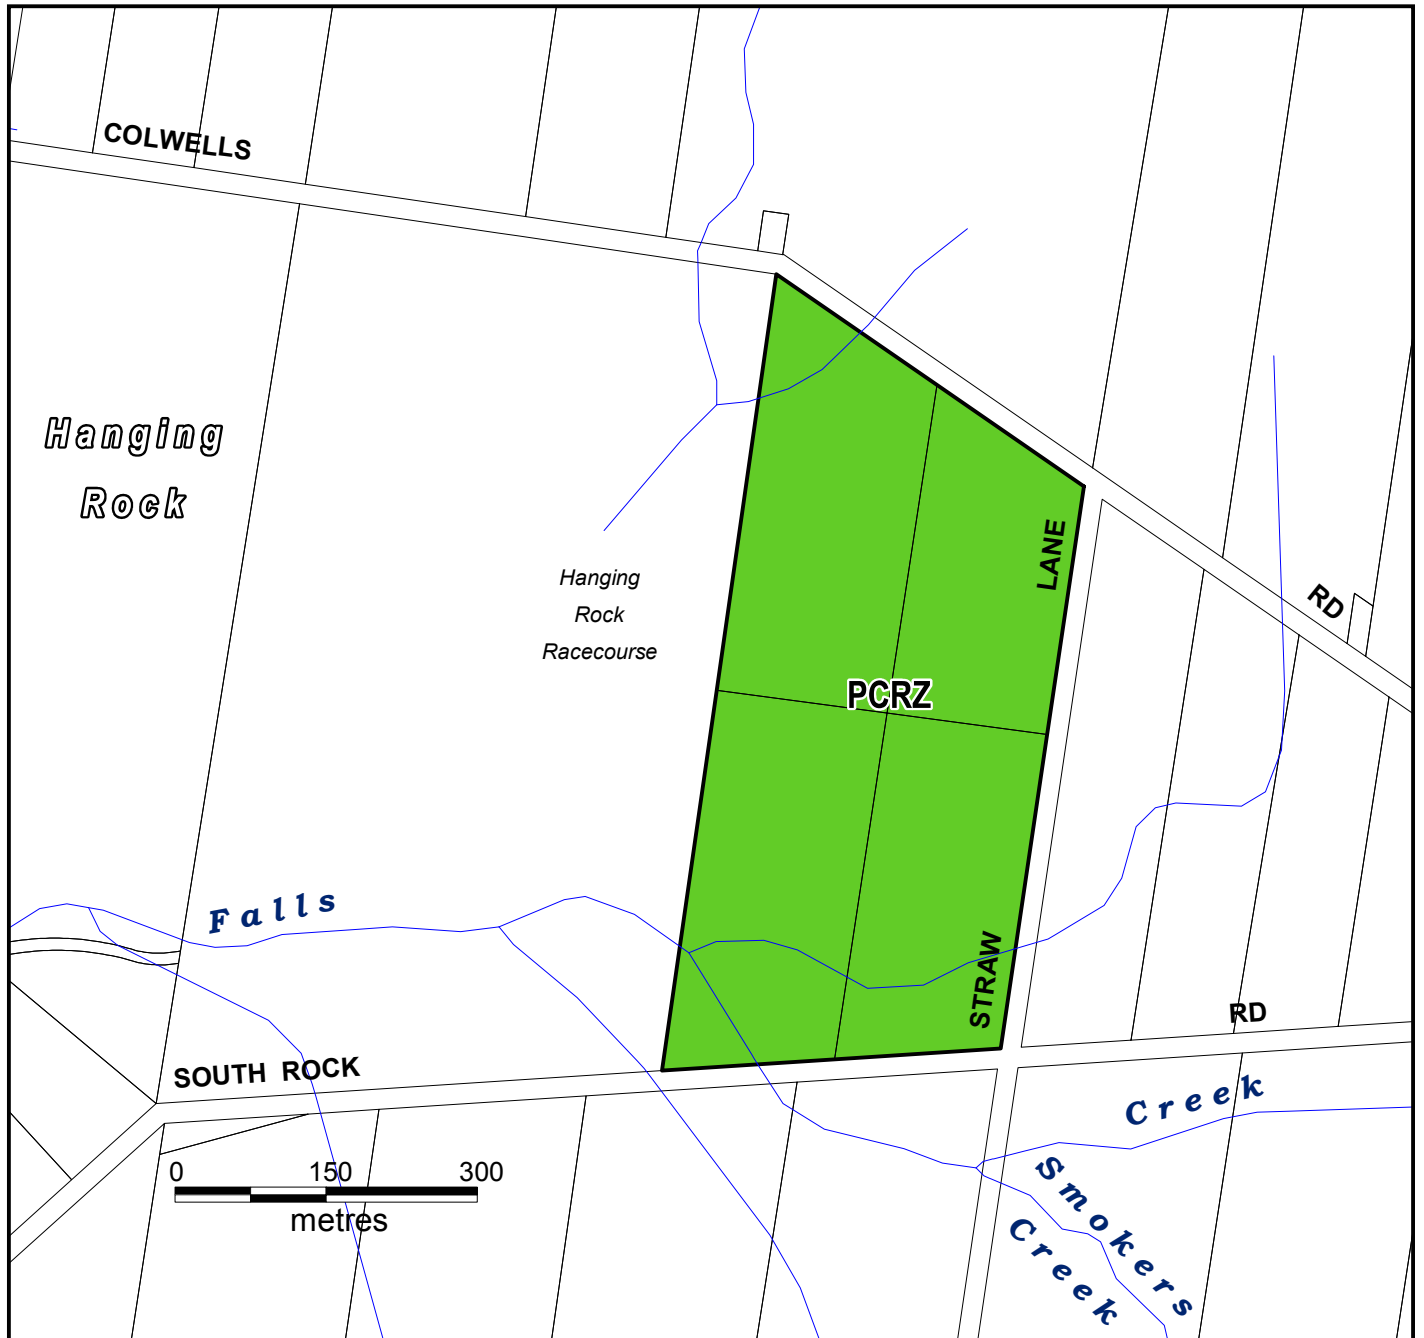 COLWELLS
Hanging
Rock
Hanging
Rock
Racecourse
LANE
RD
PCRZ
Falls
STRAW
RD
SOUTH ROCK
Creek
0 150 300
metres
Smokers
Creek